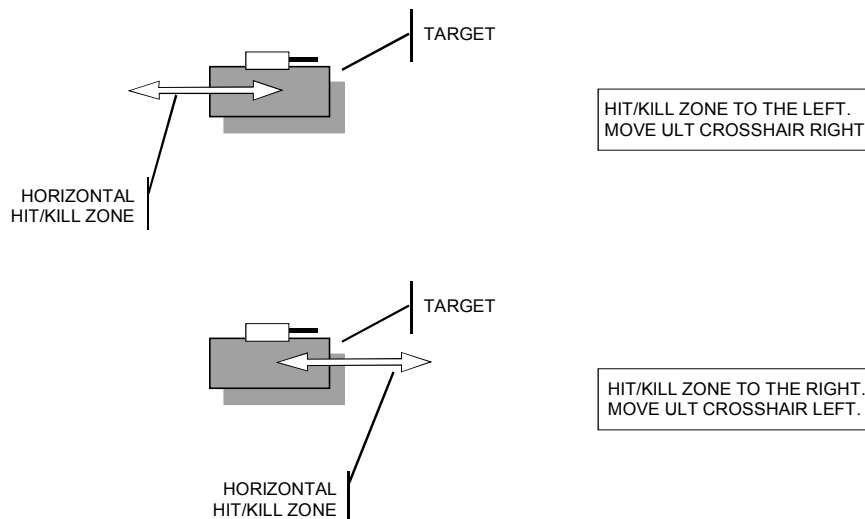 TARGET
HIT/KILL ZONE TO THE LEFT.
MOVE ULT CROSSHAIR RIGHT
HORIZONTAL
HIT/KILL ZONE
TARGET
HIT/KILL ZONE TO THE RIGHT.
MOVE ULT CROSSHAIR LEFT.
HORIZONTAL
HIT/KILL ZONE